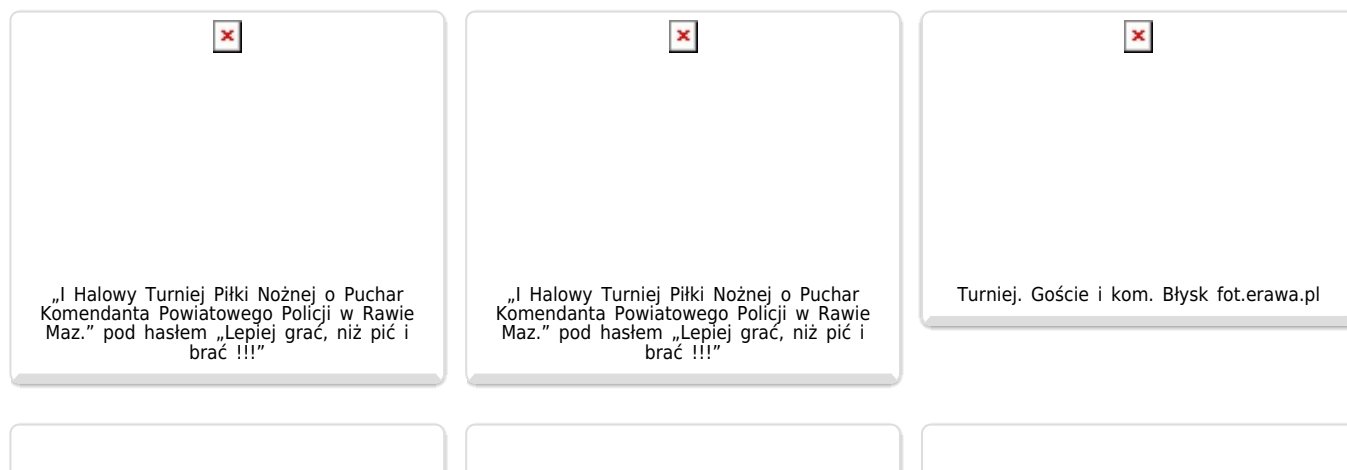 „I Halowy Turniej Piłki Nożnej o Puchar
Komendanta Powiatowego Policji w Rawie
Maz.” pod hasłem „Lepiej grać, niż pić i
brać !!!”
„I Halowy Turniej Piłki Nożnej o Puchar
Komendanta Powiatowego Policji w Rawie
Maz.” pod hasłem „Lepiej grać, niż pić i
brać !!!”
Turniej. Goście i kom. Błysk fot.erawa.pl